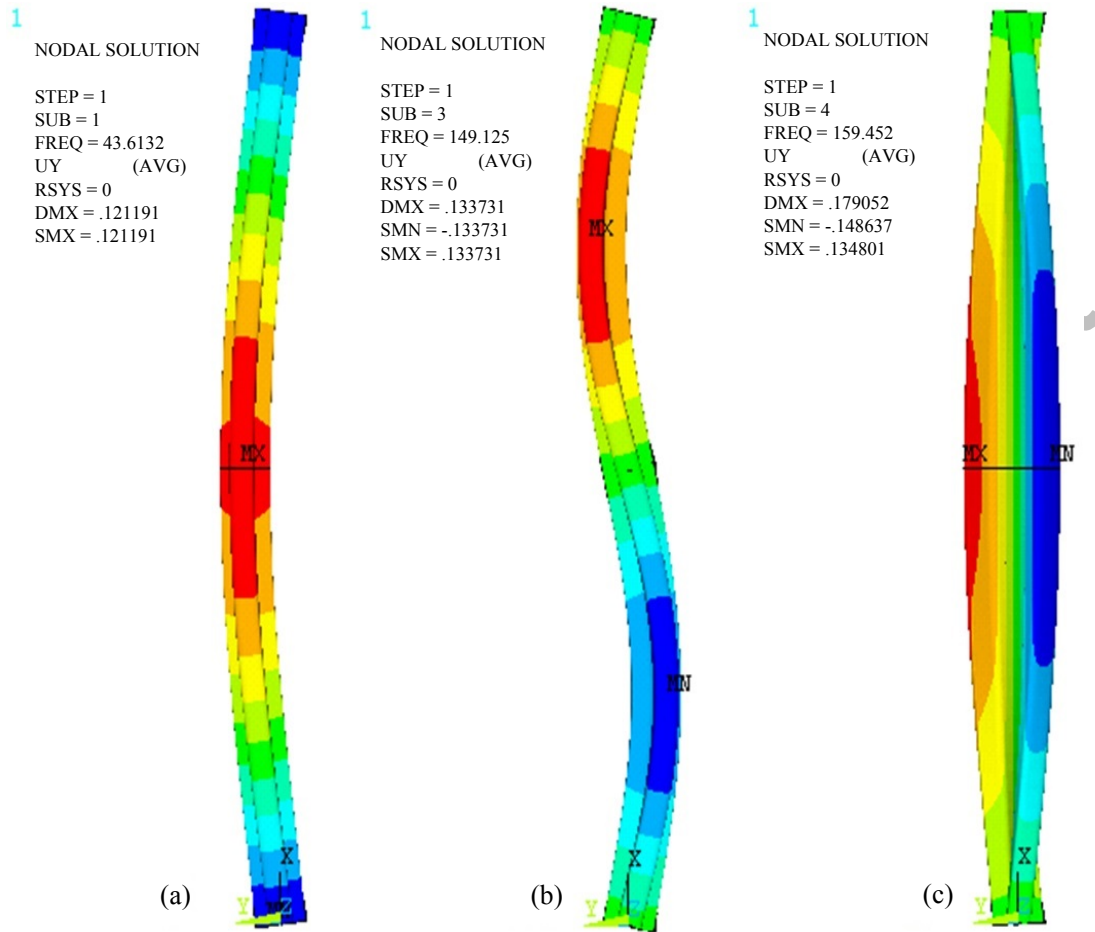 1
NODAL SOLUTION
STEP = 1
SUB = 1
FREQ = 43.6132
UY (AVG)
RSYS = 0
DMX = .121191
SMX = .121191
MX
X
Y
Z
(a)
1
NODAL SOLUTION
STEP = 1
SUB = 3
FREQ = 149.125
UY (AVG)
RSYS = 0
DMX = .133731
SMN = -.133731
SMX = .133731
MX
MN
X
Y
Z
(b)
1
NODAL SOLUTION
STEP = 1
SUB = 4
FREQ = 159.452
UY (AVG)
RSYS = 0
DMX = .179052
SMN = -.148637
SMX = .134801
MX
MN
X
Y
Z
(c)